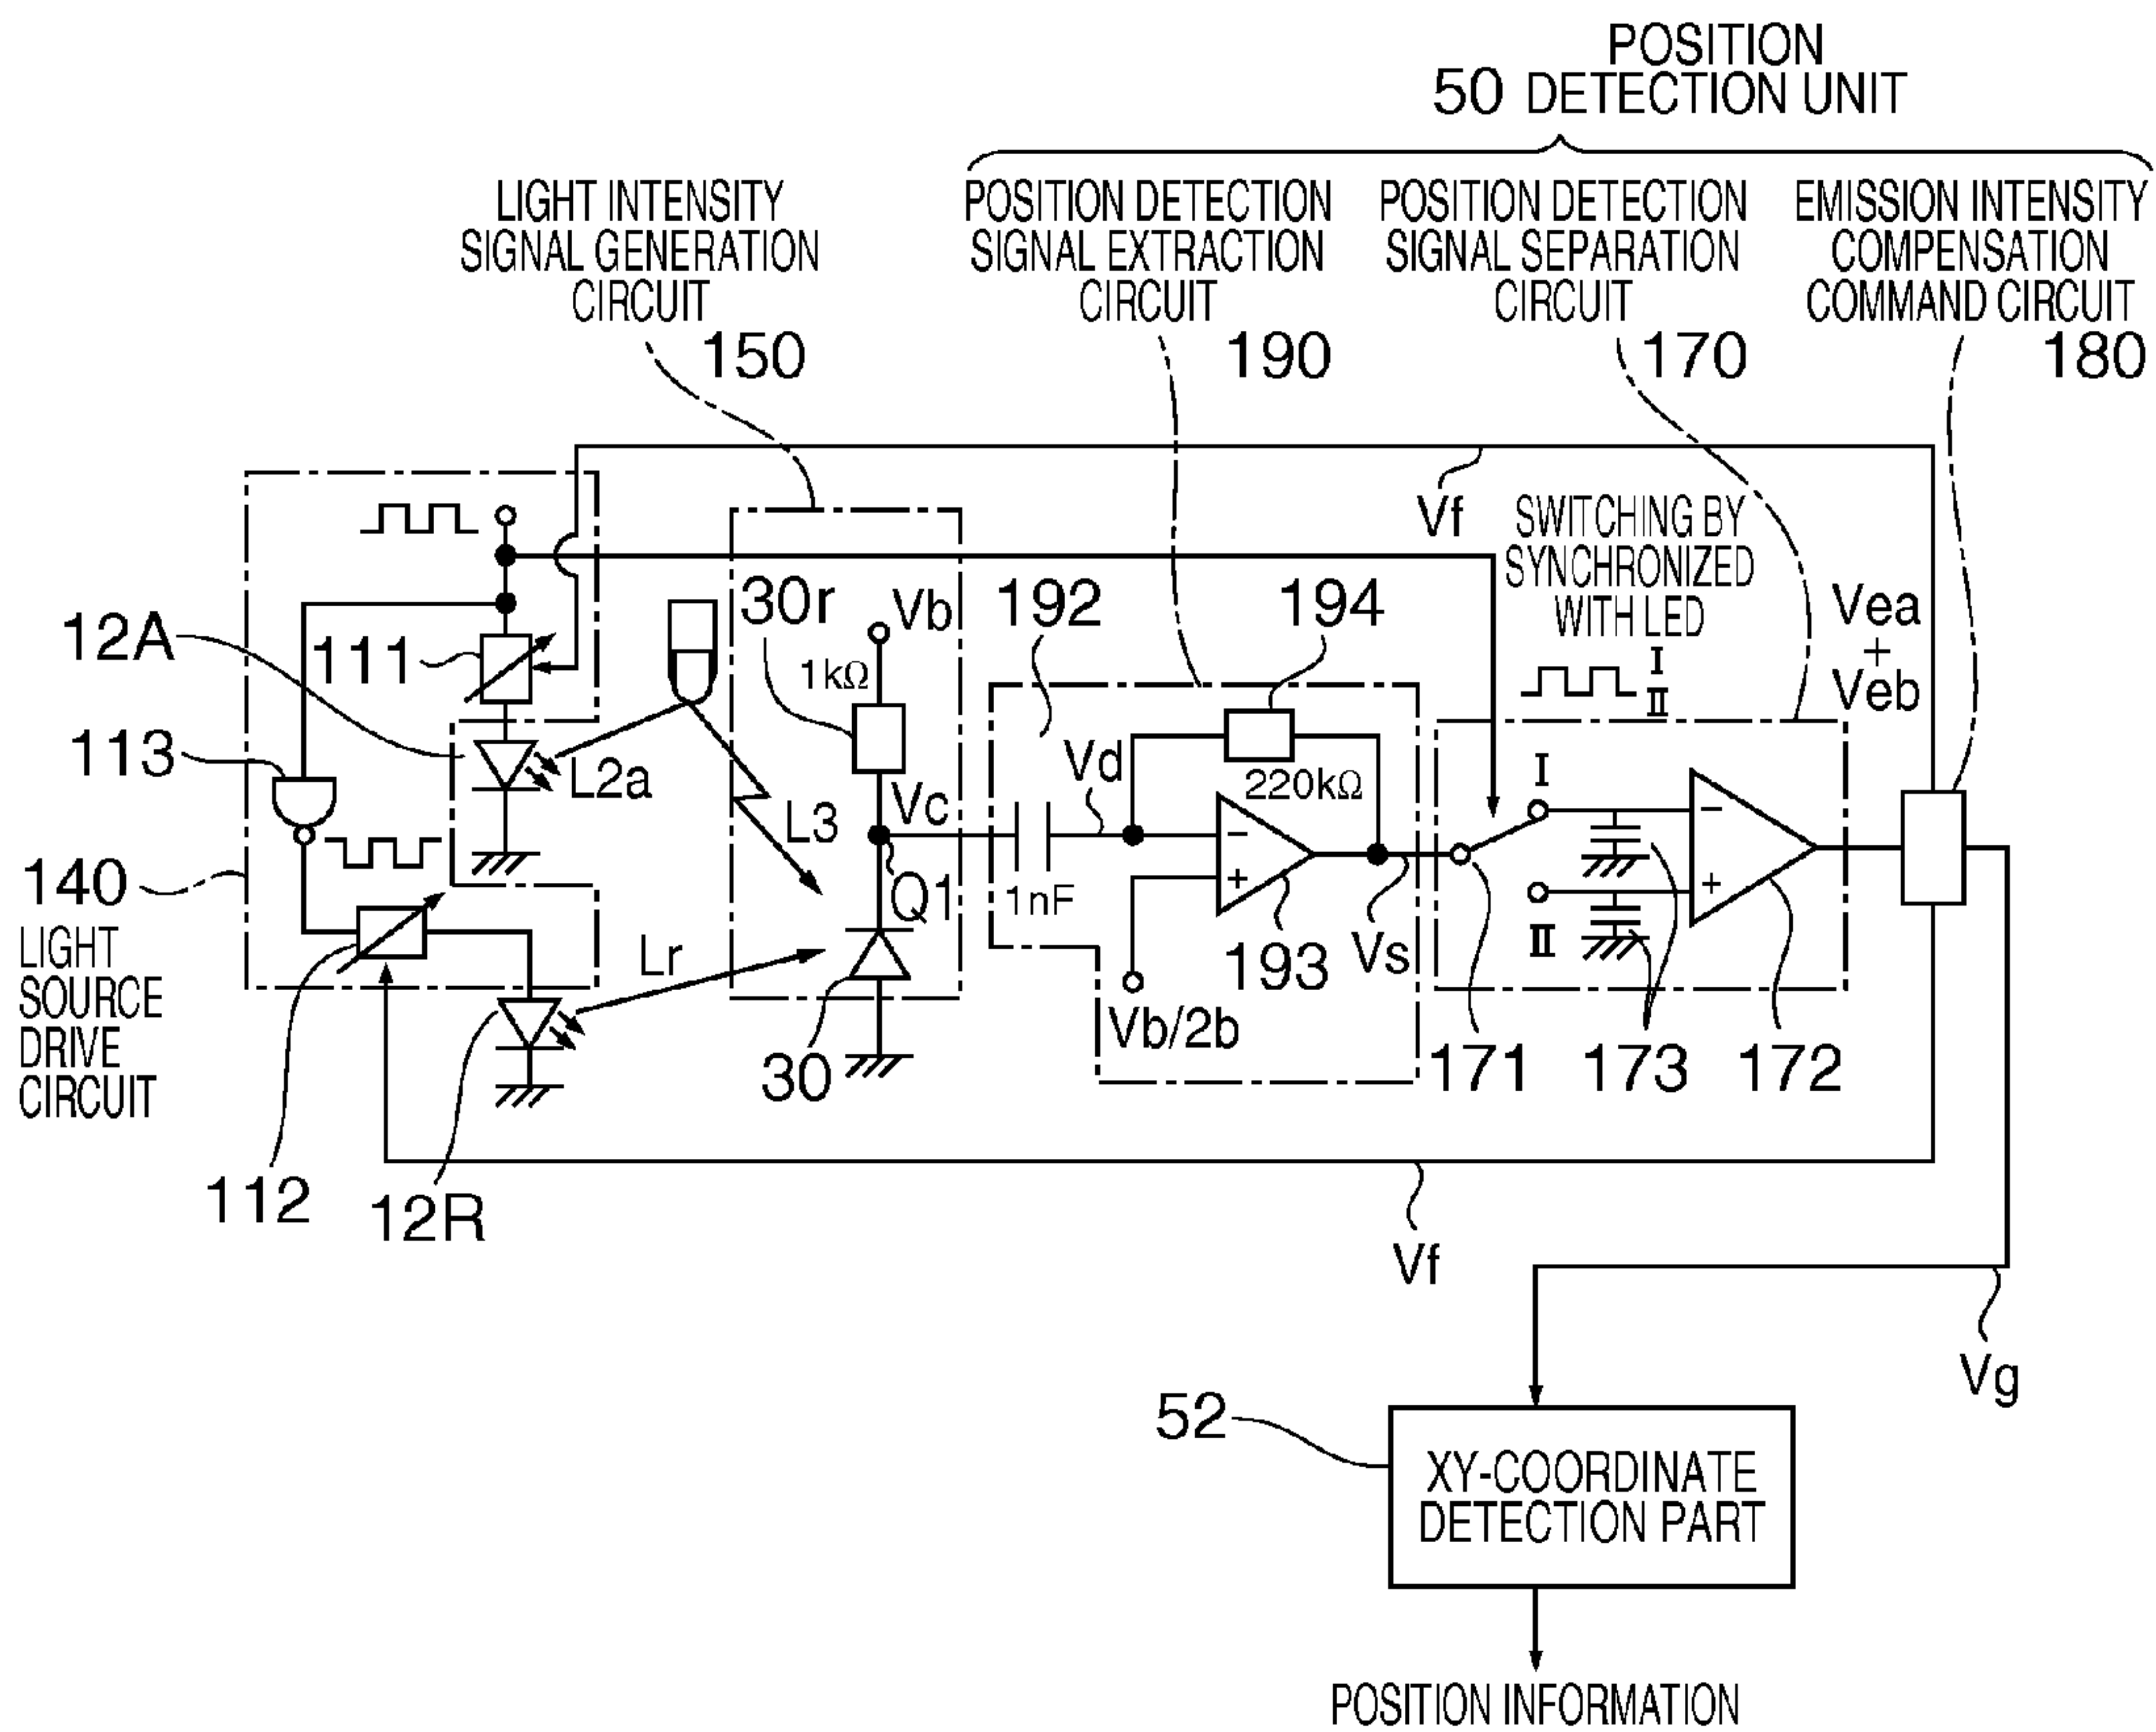 POSITION
50 DETECTION UNIT
LIGHT INTENSITY
SIGNAL GENERATION
CIRCUIT
150
POSITION DETECTION
SIGNAL EXTRACTION
CIRCUIT
190
POSITION DETECTION
SIGNAL SEPARATION
CIRCUIT
170
EMISSION INTENSITY
COMPENSATION
COMMAND CIRCUIT
180
Vf
SWITCHING BY
SYNCHRONIZED
WITH LED
I
II
Vea
+
Veb
12A
111
113
L2a
140
LIGHT
SOURCE
DRIVE
CIRCUIT
112
12R
30r
Vb
1kΩ
Vc
L3
Q1
Lr
30
192
194
Vd
220kΩ
1nF
−
+
193
Vb/2b
Vs
I
II
−
+
171
173
172
Vf
Vg
52
XY-COORDINATE
DETECTION PART
POSITION INFORMATION